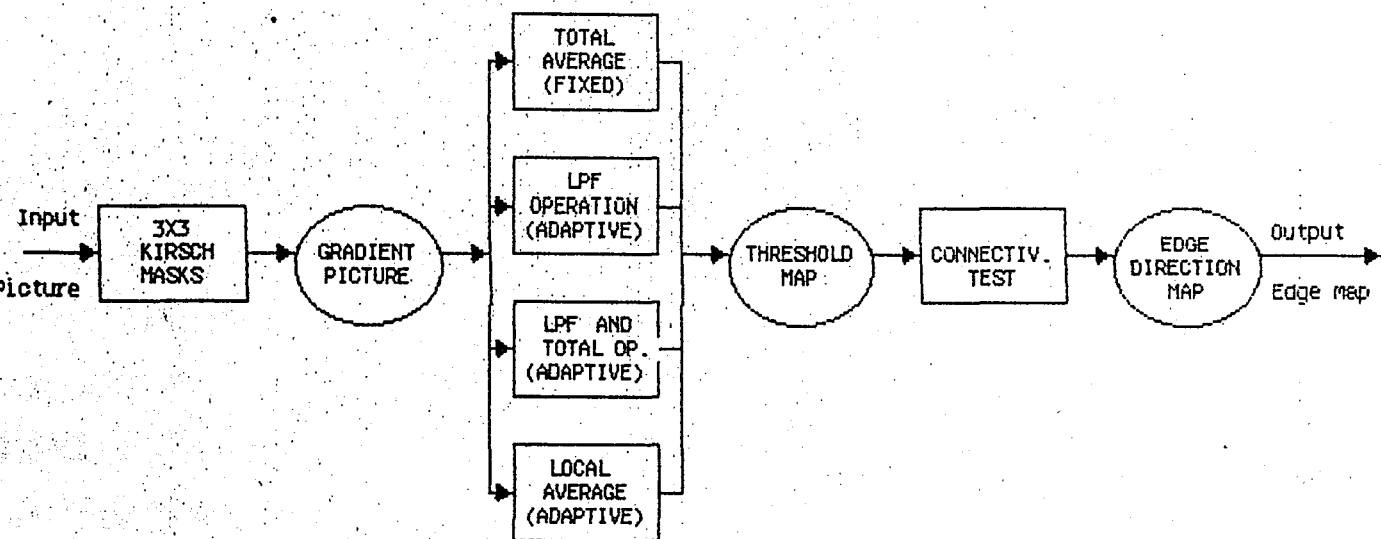 Input
Picture
3X3
KIRSCH
MASKS
GRADIENT
PICTURE
TOTAL
AVERAGE
(FIXED)
LPF
OPERATION
(ADAPTIVE)
LPF AND
TOTAL OP.
(ADAPTIVE)
LOCAL
AVERAGE
(ADAPTIVE)
THRESHOLD
MAP
CONNECTIV.
TEST
EDGE
DIRECTION
MAP
Output
Edge map